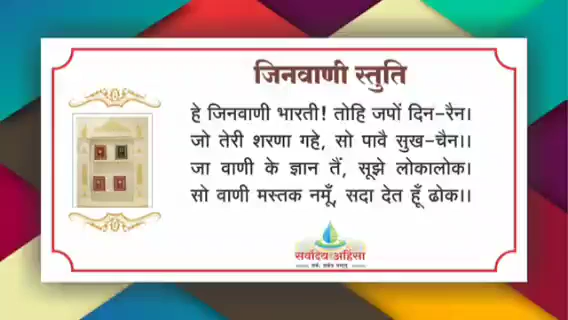 जिनवाणी स्तुति
हे जिनवाणी भारती! तोहि जपों दिन-रैन।
जो तेरी शरणा गहे, सो पावै सुख-चैन।।
जा वाणी के ज्ञान तैं, सूझे लोकालोक।
सो वाणी मस्तक नमूँ, सदा देत हूँ ढोक।।
सर्वोदय अहिंसा